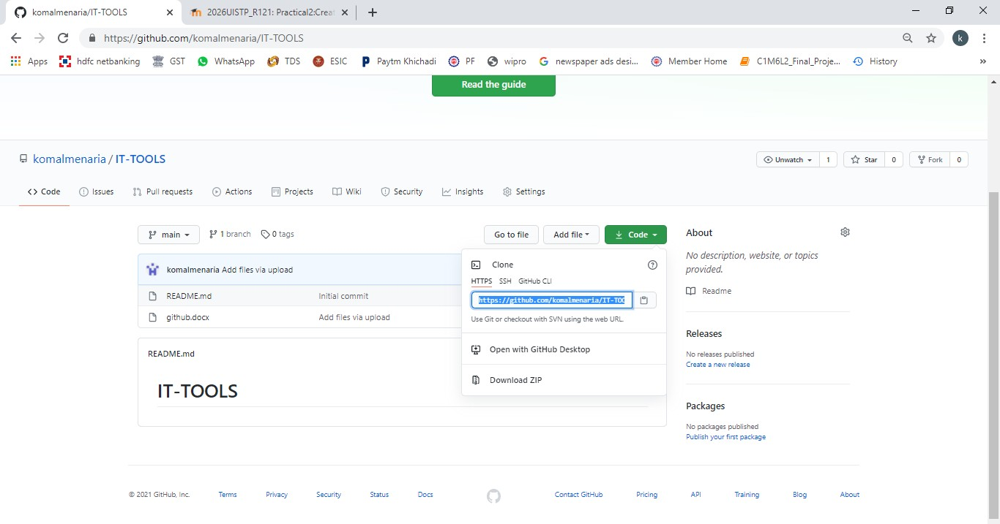 komalmenaria/IT-TOOLS
2026UISTP_R121: Practical2:Creat
https://github.com/komalmenaria/IT-TOOLS
k
Apps hdfc netbanking GST WhatsApp TDS ESIC Paytm Khichadi PF wipro newspaper ads desi... Member Home C1M6L2_Final_Proje... History »
Read the guide
komalmenaria / IT-TOOLS
Unwatch 1 Star 0 Fork 0
<> Code Issues Pull requests Actions Projects Wiki Security Insights Settings
main 1 branch 0 tags Go to file Add file Code
About
No description, website, or topics
provided.
Readme
Releases
No releases published
Create a new release
Packages
No packages published
Publish your first package
komalmenaria Add files via upload
README.md Initial commit
github.docx Add files via upload
Clone
HTTPS SSH GitHub CLI
https://github.com/komalmenaria/IT-TOO
Use Git or checkout with SVN using the web URL.
Open with GitHub Desktop
Download ZIP
README.md
IT-TOOLS
© 2021 GitHub, Inc. Terms Privacy Security Status Docs Contact GitHub Pricing API Training Blog About